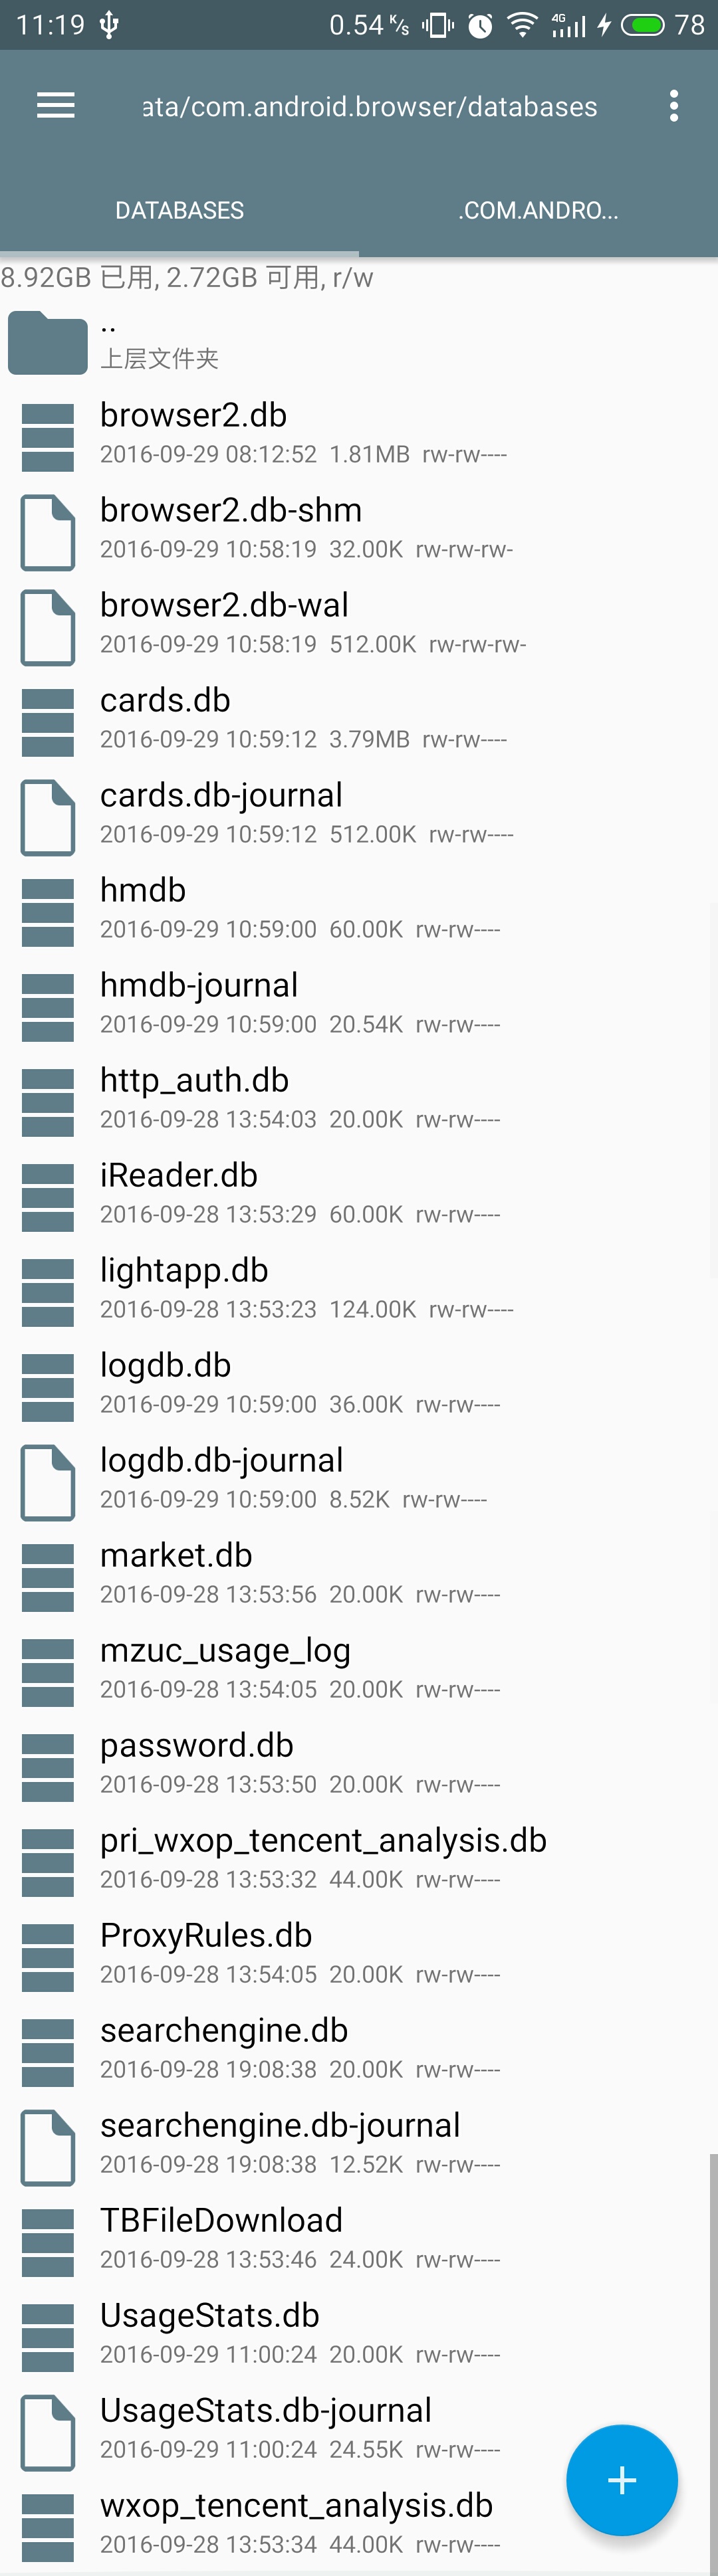 11:19 0.54 K/s 4G 78
ata/com.android.browser/databases
DATABASES .COM.ANDRO...
8.92GB 已用, 2.72GB 可用, r/w
..
上层文件夹
browser2.db
2016-09-29 08:12:52 1.81MB rw-rw----
browser2.db-shm
2016-09-29 10:58:19 32.00K rw-rw-rw-
browser2.db-wal
2016-09-29 10:58:19 512.00K rw-rw-rw-
cards.db
2016-09-29 10:59:12 3.79MB rw-rw----
cards.db-journal
2016-09-29 10:59:12 512.00K rw-rw----
hmdb
2016-09-29 10:59:00 60.00K rw-rw----
hmdb-journal
2016-09-29 10:59:00 20.54K rw-rw----
http_auth.db
2016-09-28 13:54:03 20.00K rw-rw----
iReader.db
2016-09-28 13:53:29 60.00K rw-rw----
lightapp.db
2016-09-28 13:53:23 124.00K rw-rw----
logdb.db
2016-09-29 10:59:00 36.00K rw-rw----
logdb.db-journal
2016-09-29 10:59:00 8.52K rw-rw----
market.db
2016-09-28 13:53:56 20.00K rw-rw----
mzuc_usage_log
2016-09-28 13:54:05 20.00K rw-rw----
password.db
2016-09-28 13:53:50 20.00K rw-rw----
pri_wxop_tencent_analysis.db
2016-09-28 13:53:32 44.00K rw-rw----
ProxyRules.db
2016-09-28 13:54:05 20.00K rw-rw----
searchengine.db
2016-09-28 19:08:38 20.00K rw-rw----
searchengine.db-journal
2016-09-28 19:08:38 12.52K rw-rw----
TBFileDownload
2016-09-28 13:53:46 24.00K rw-rw----
UsageStats.db
2016-09-29 11:00:24 20.00K rw-rw----
UsageStats.db-journal
2016-09-29 11:00:24 24.55K rw-rw----
wxop_tencent_analysis.db
2016-09-28 13:53:34 44.00K rw-rw----